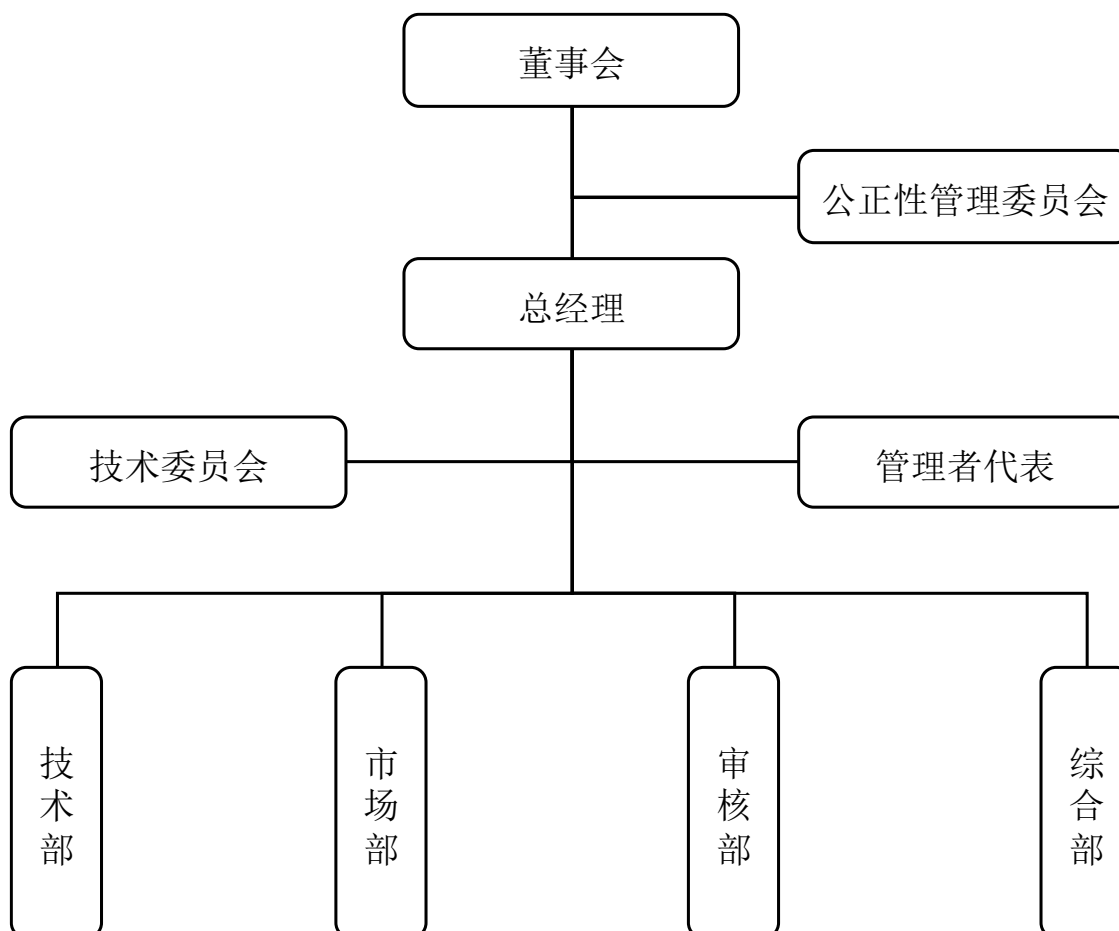 董事会
公正性管理委员会
总经理
技术委员会
管理者代表
技术部
市场部
审核部
综合部